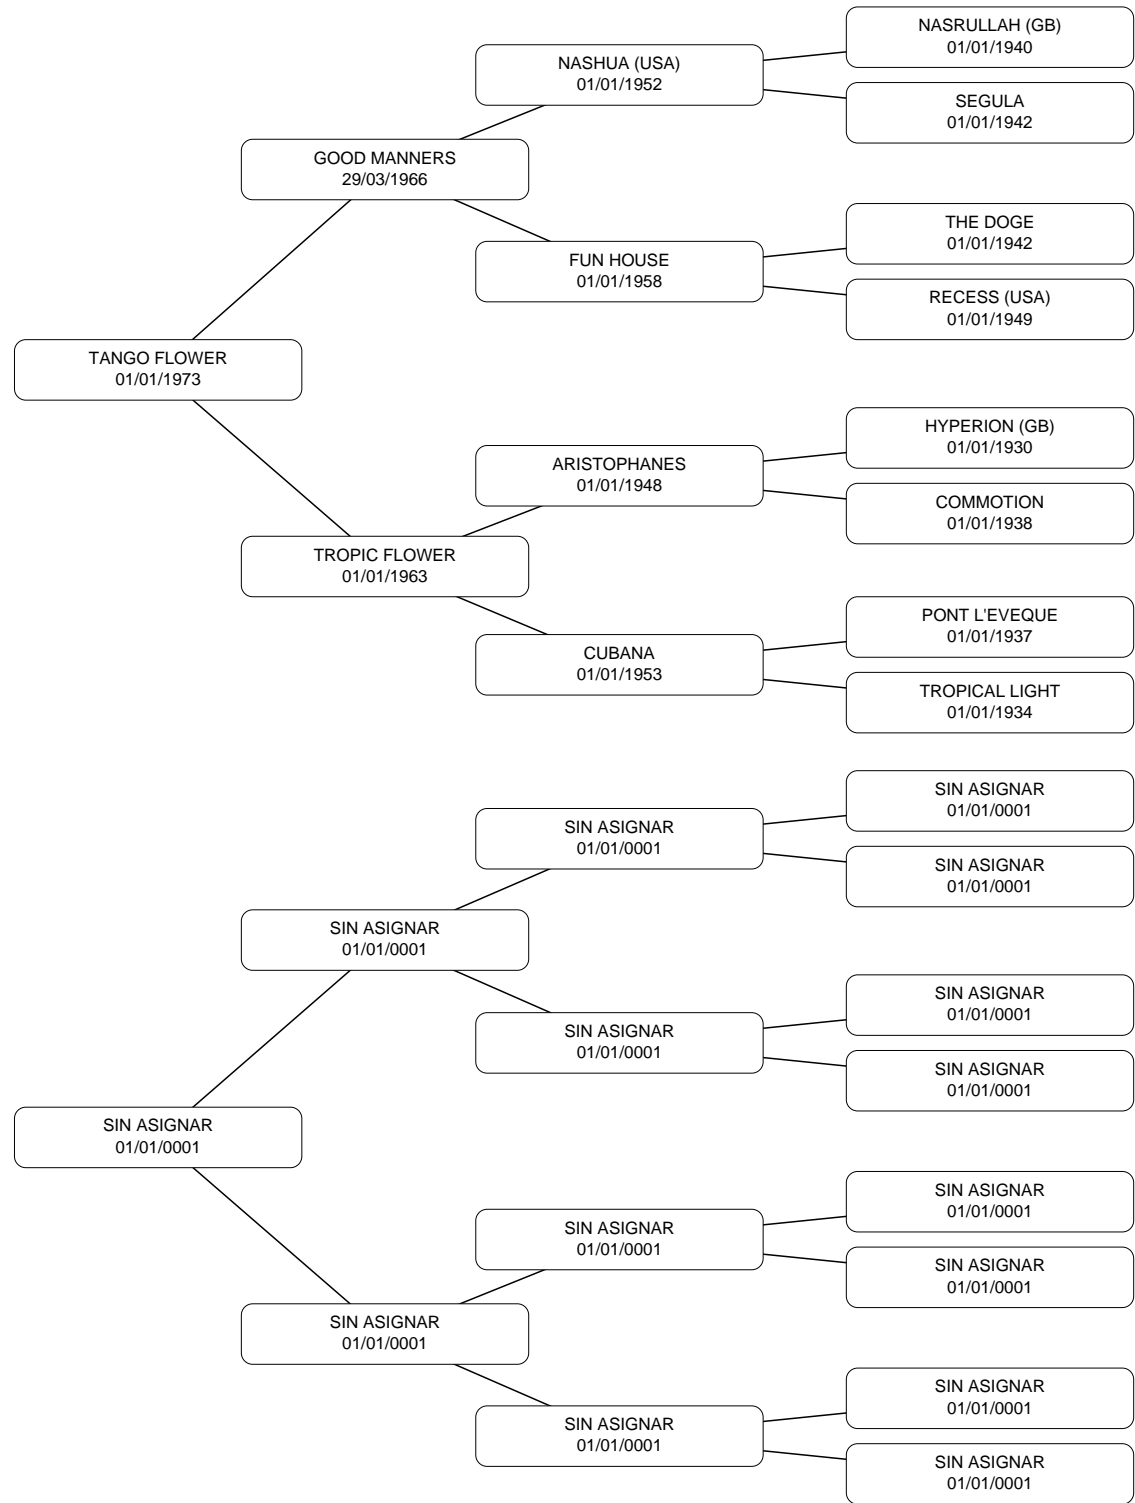 NASRULLAH (GB)
01/01/1940
NASHUA (USA)
01/01/1952
SEGULA
01/01/1942
GOOD MANNERS
29/03/1966
THE DOGE
01/01/1942
FUN HOUSE
01/01/1958
RECESS (USA)
01/01/1949
TANGO FLOWER
01/01/1973
HYPERION (GB)
01/01/1930
ARISTOPHANES
01/01/1948
COMMOTION
01/01/1938
TROPIC FLOWER
01/01/1963
PONT L'EVEQUE
01/01/1937
CUBANA
01/01/1953
TROPICAL LIGHT
01/01/1934
SIN ASIGNAR
01/01/0001
SIN ASIGNAR
01/01/0001
SIN ASIGNAR
01/01/0001
SIN ASIGNAR
01/01/0001
SIN ASIGNAR
01/01/0001
SIN ASIGNAR
01/01/0001
SIN ASIGNAR
01/01/0001
SIN ASIGNAR
01/01/0001
SIN ASIGNAR
01/01/0001
SIN ASIGNAR
01/01/0001
SIN ASIGNAR
01/01/0001
SIN ASIGNAR
01/01/0001
SIN ASIGNAR
01/01/0001
SIN ASIGNAR
01/01/0001
SIN ASIGNAR
01/01/0001